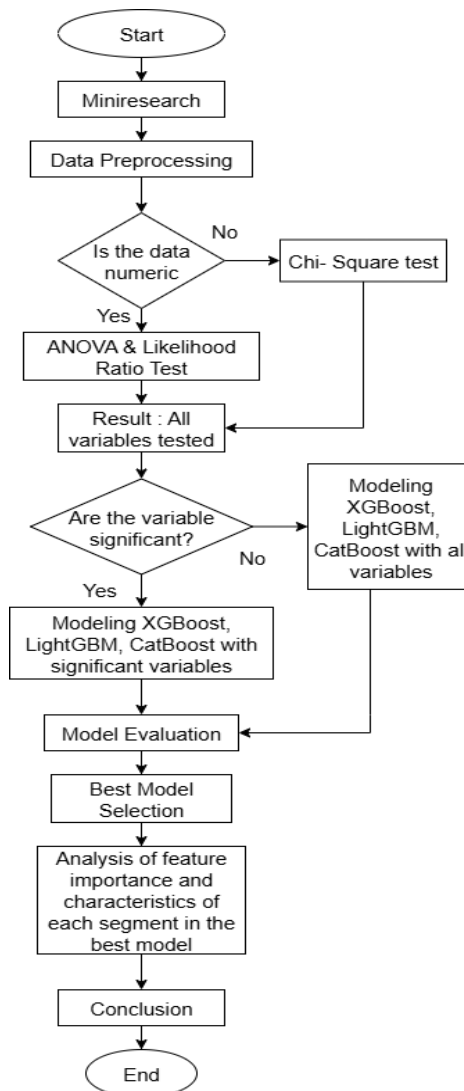 Start
Miniresearch
Data Preprocessing
Is the data
numeric
No
Chi- Square test
Yes
ANOVA & Likelihood
Ratio Test
Result : All
variables tested
Are the variable
significant?
No
Modeling
XGBoost,
LightGBM,
CatBoost with al
variables
Yes
Modeling XGBoost,
LightGBM, CatBoost with
significant variables
Model Evaluation
Best Model
Selection
Analysis of feature
importance and
characteristics of
each segment in the
best model
Conclusion
End